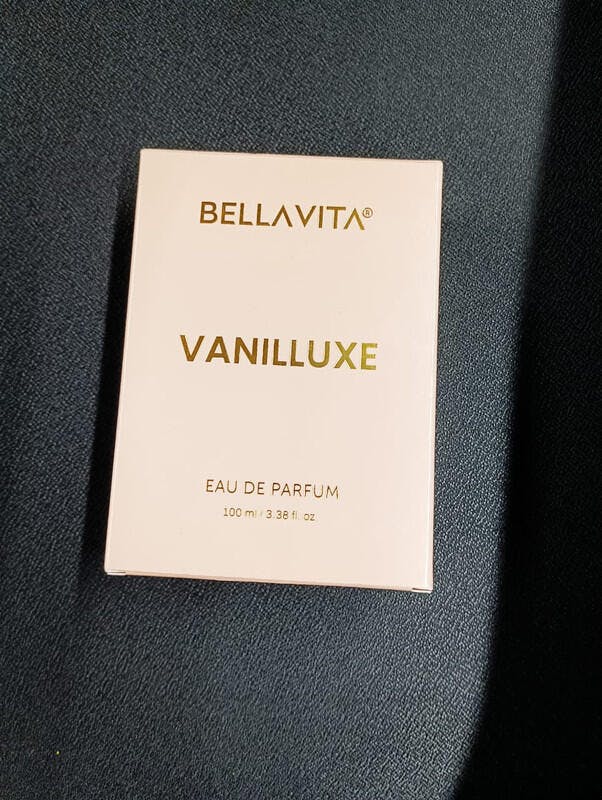 BELLAVITA®
VANILLUXE
EAU DE PARFUM
100 ml / 3.38 fl. oz